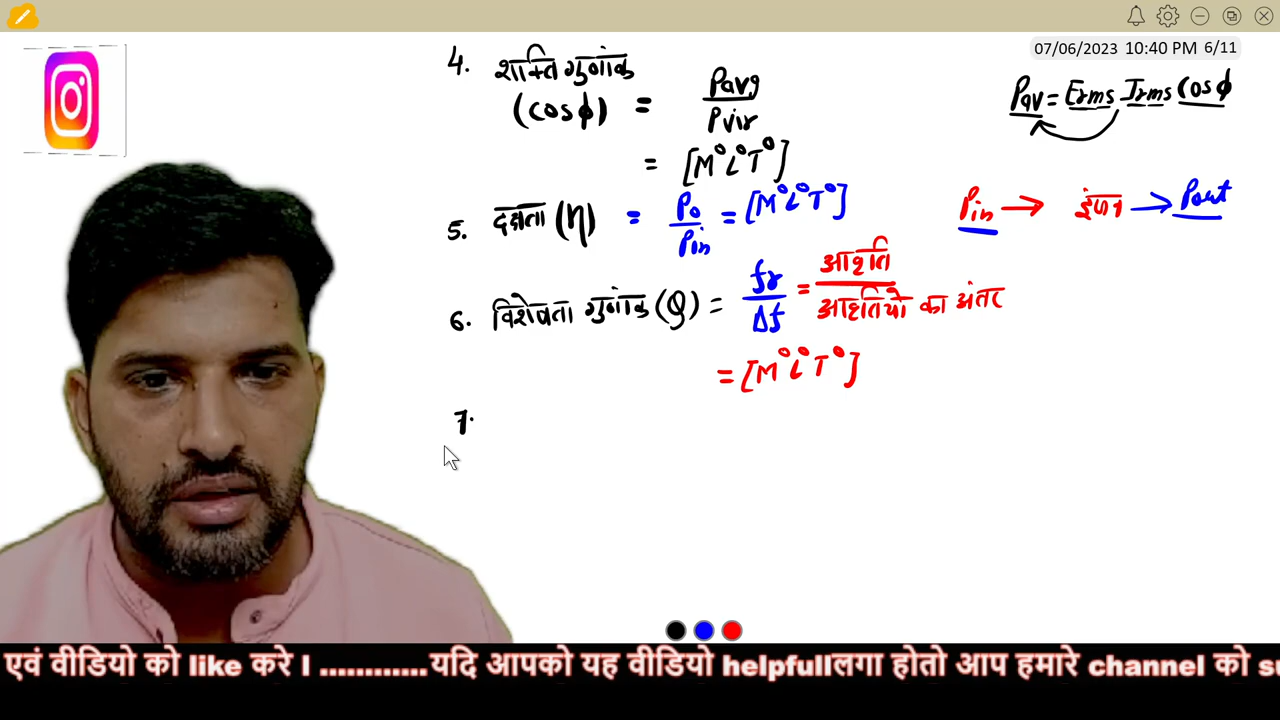 07/06/2023 10:40 PM 6/11
4. शक्ति गुणांक
(cos ϕ) = Pavg / Pvir
Pav = Erms Irms Cos ϕ
= [M⁰L⁰T⁰]
5. दक्षता (η) = Po / Pin = [M⁰L⁰T⁰]
Pin → इंजन → Pout
6. विशेषता गुणांक (Q) = fr / Δf = आवृति / आवृतियो का अंतर
= [M⁰L⁰T⁰]
7.
एवं वीडियो को like करे I ............यदि आपको यह वीडियो helpfullलगा होतो आप हमारे channel को su